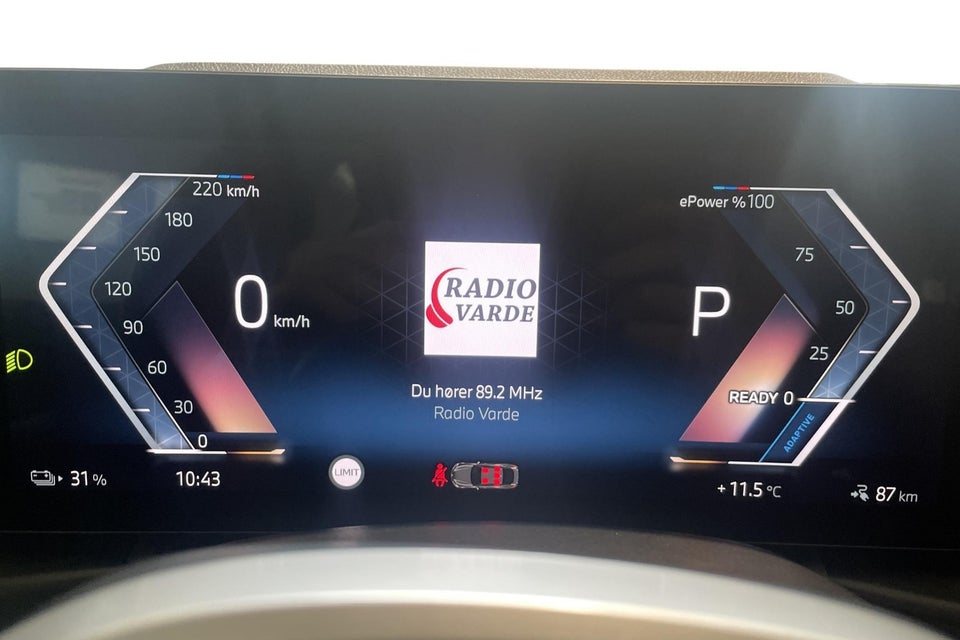 220 km/h
180
150
120
90
60
30
0
0 km/h
RADIO
VARDE
Du hører 89.2 MHz
Radio Varde
ePower %100
75
50
25
READY 0
ADAPTIVE
P
31 %
10:43
LIMIT
+11.5 °C
87 km